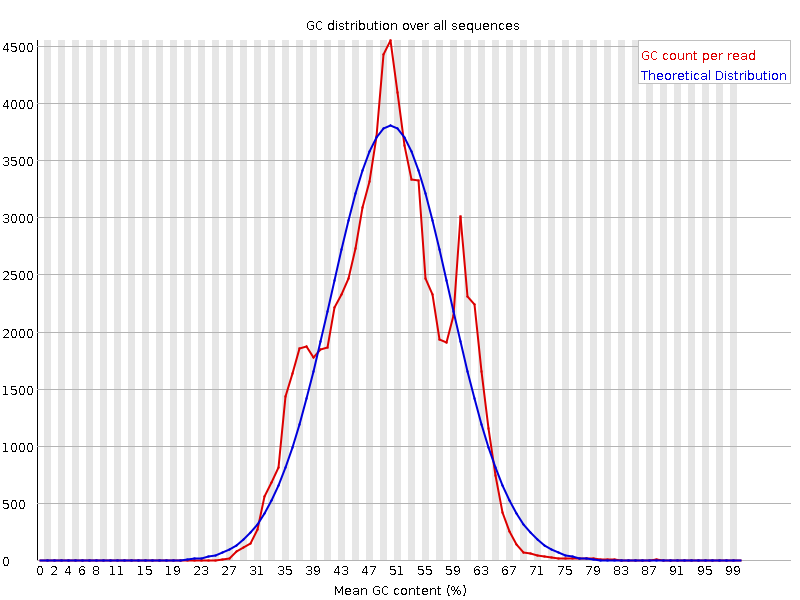 GC distribution over all sequences
GC count per read
Theoretical Distribution
4500
4000
3500
3000
2500
2000
1500
1000
500
0
0 2 4 6 8 11 15 19 23 27 31 35 39 43 47 51 55 59 63 67 71 75 79 83 87 91 95 99
Mean GC content (%)